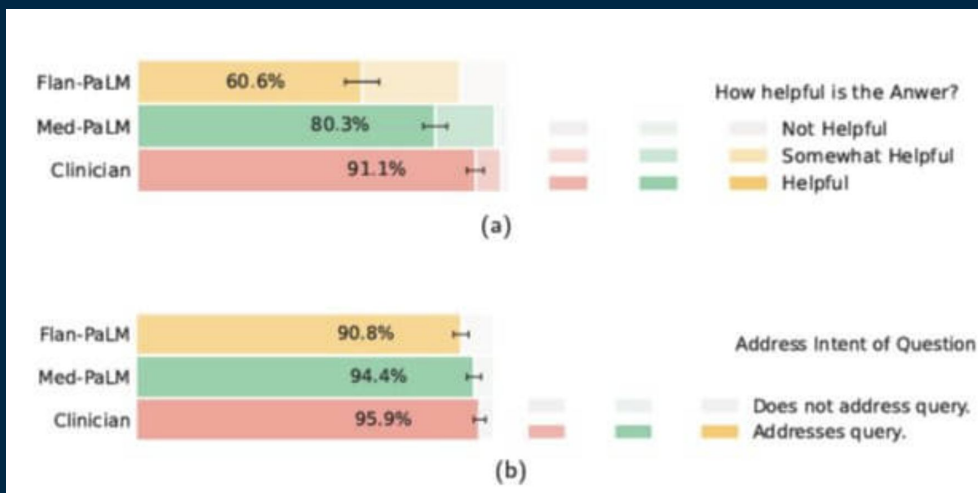 Flan-PaLM 60.6%
Med-PaLM 80.3%
Clinician 91.1%
How helpful is the Anwer?
Not Helpful
Somewhat Helpful
Helpful
(a)
Flan-PaLM 90.8%
Med-PaLM 94.4%
Clinician 95.9%
Address Intent of Question
Does not address query.
Addresses query.
(b)